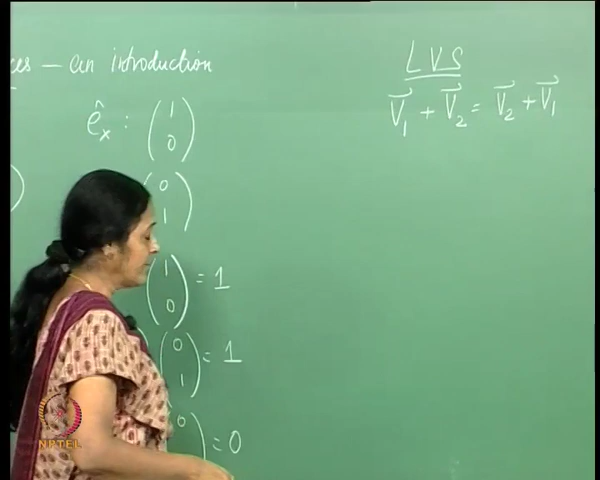 — an introduction
LVS
V⃗₁ + V⃗₂ = V⃗₂ + V⃗₁
ê_x : (1 0)
(0 1)
(1 0) = 1
(0 1) = 1
0 ) = 0
NPTEL